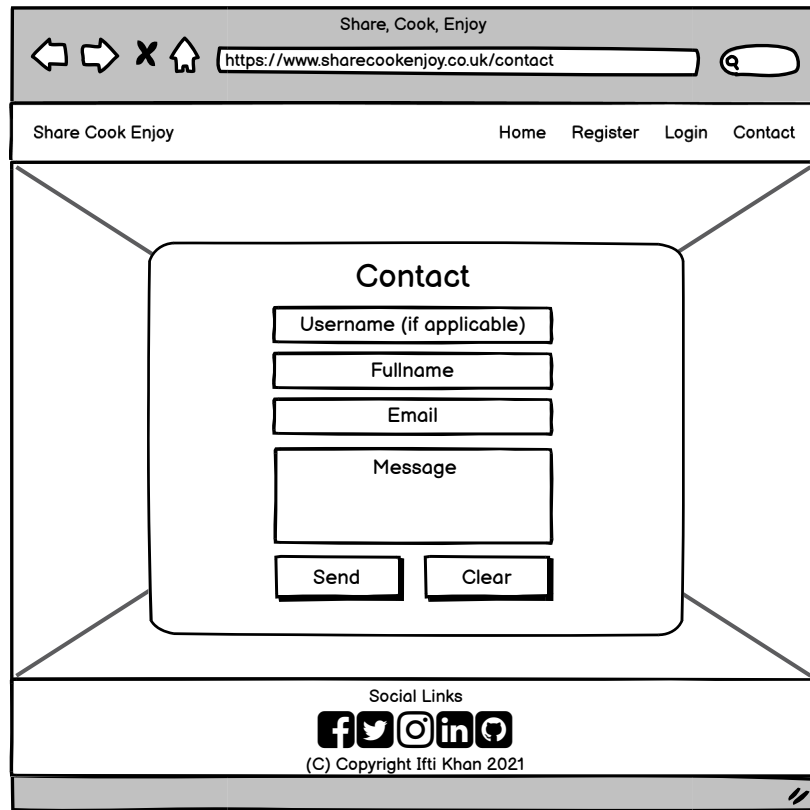 Share, Cook, Enjoy
https://www.sharecookenjoy.co.uk/contact
Share Cook Enjoy
Home Register Login Contact
Contact
Username (if applicable)
Fullname
Email
Message
Send Clear
Social Links
(C) Copyright Ifti Khan 2021